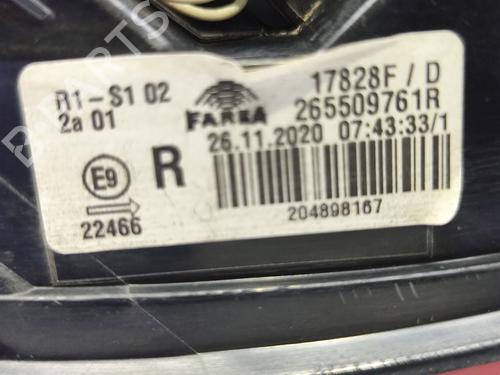 R1-S1 02
2a 01
FAREA
17828F / D
265509761R
26.11.2020 07:43:33/1
E9
R
22466
204898167